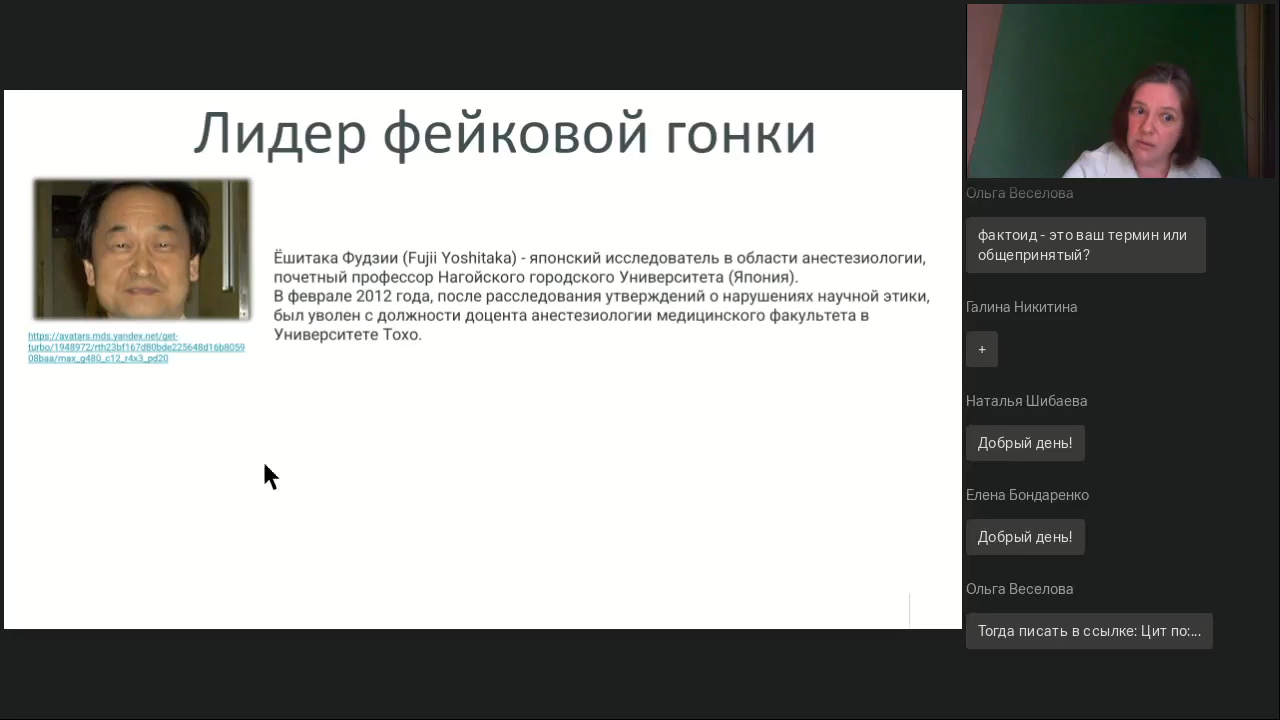 Лидер фейковой гонки
Ёшитака Фудзии (Fujii Yoshitaka) - японский исследователь в области анестезиологии,
почетный профессор Нагойского городского Университета (Япония).
В феврале 2012 года, после расследования утверждений о нарушениях научной этики,
был уволен с должности доцента анестезиологии медицинского факультета в
Университете Тохо.
https://avatars.mds.yandex.net/get-
turbo/1948972/rth23bf167d80bde225648d16b8059
08baa/max_g480_c12_r4x3_pd20
Ольга Веселова
фактоид - это ваш термин или
общепринятый?
Галина Никитина
+
Наталья Шибаева
Добрый день!
Елена Бондаренко
Добрый день!
Ольга Веселова
Тогда писать в ссылке: Цит по:...